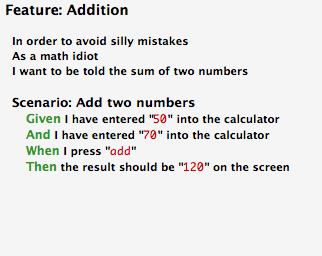 Feature: Addition
In order to avoid silly mistakes
As a math idiot
I want to be told the sum of two numbers
Scenario: Add two numbers
Given I have entered "50" into the calculator
And I have entered "70" into the calculator
When I press "add"
Then the result should be "120" on the screen